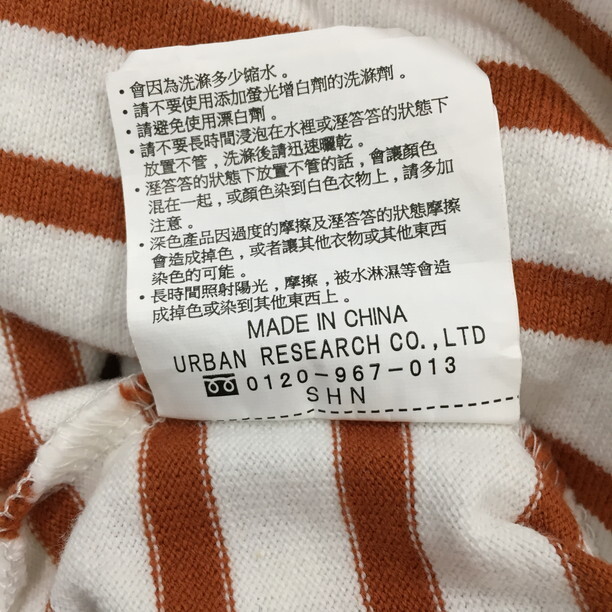 ・會因為洗滌多少縮水。
・請不要使用添加螢光增白劑的洗滌劑。
・請避免使用漂白劑。
・請不要長時間浸泡在水裡或溼答答的狀態下
放置不管，洗滌後請迅速曬乾。
・溼答答的狀態下放置不管的話，會讓顏色
混在一起，或顏色染到白色衣物上，請多加
注意。
・深色產品因過度的摩擦及溼答答的狀態摩擦
會造成掉色，或者讓其他衣物或其他東西
染色的可能。
・長時間照射陽光，摩擦，被水淋濕等會造
成掉色或染到其他東西上。
MADE IN CHINA
URBAN RESEARCH CO.,LTD
0120-967-013
SHN